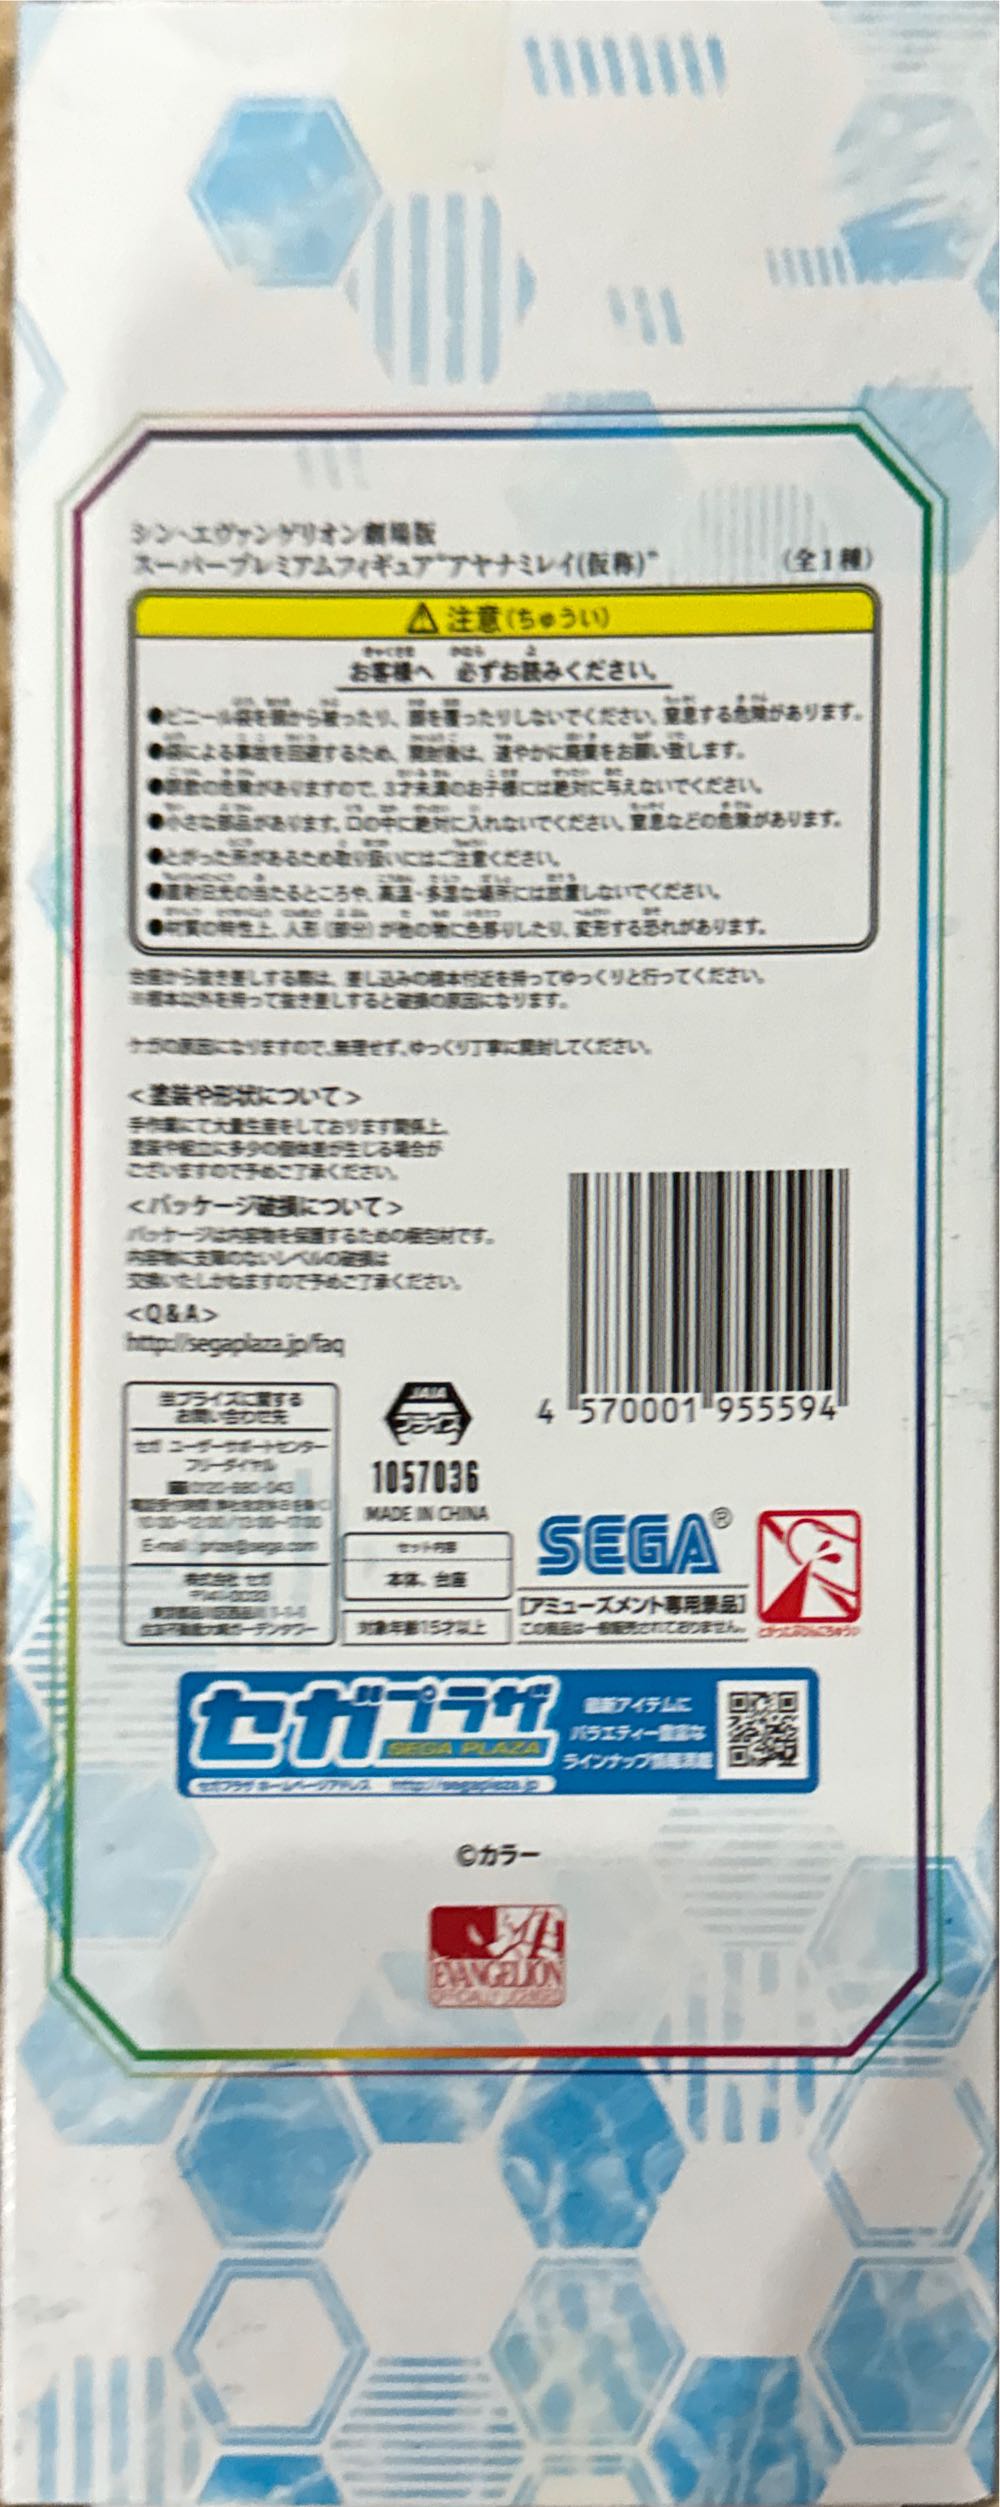 シン・エヴァンゲリオン劇場版
スーパープレミアムフィギュア"アヤナミレイ(仮称)" (全1種)
⚠ 注意(ちゅうい)
お客様へ 必ずお読みください。
●ビニール袋を頭から被ったり、顔を覆ったりしないでください。窒息する危険があります。
●袋による事故を回避するため、開封後は、速やかに廃棄をお願い致します。
●誤飲の危険がありますので、3才未満のお子様には絶対に与えないでください。
●小さな部品があります。口の中に絶対に入れないでください。窒息などの危険があります。
●とがった所があるため取り扱いにはご注意ください。
●直射日光の当たるところや、高温・多湿な場所には放置しないでください。
●材質の特性上、人形(部分)が他の物に色移りしたり、変形する恐れがあります。
台座から抜き差しする際は、差し込みの根本付近を持ってゆっくりと行ってください。
※根本以外を持って抜き差しすると破損の原因になります。
ケガの原因になりますので、無理せず、ゆっくり丁寧に開封してください。
<塗装や形状について>
手作業にて大量生産をしております関係上、
塗装や組立に多少の個体差が生じる場合が
ございますので予めご了承ください。
<パッケージ破損について>
パッケージは内容物を保護するための梱包材です。
内容物に支障のないレベルの破損は
交換いたしかねますので予めご了承ください。
<Q&A>
http://segaplaza.jp/faq
4 570001 955594
当プライズに関する
お問い合わせ先
セガ ユーザーサポートセンター
フリーダイヤル
10:00~12:00/13:00~17:00
E-mail : prize@sega.com
株式会社 セガ
JAIA
プライズ
1057036
MADE IN CHINA
セット内容
本体、台座
対象年齢15才以上
SEGA®
[アミューズメント専用景品]
この商品は一般販売されておりません。
とがったぶひんにちゅうい
セガプラザ
SEGA PLAZA
最新アイテムに
バラエティー豊富な
ラインナップ情報満載
セガプラザ ホームページアドレス http://segaplaza.jp
©カラー
EVANGELION
OFFICIALLY LICENSED